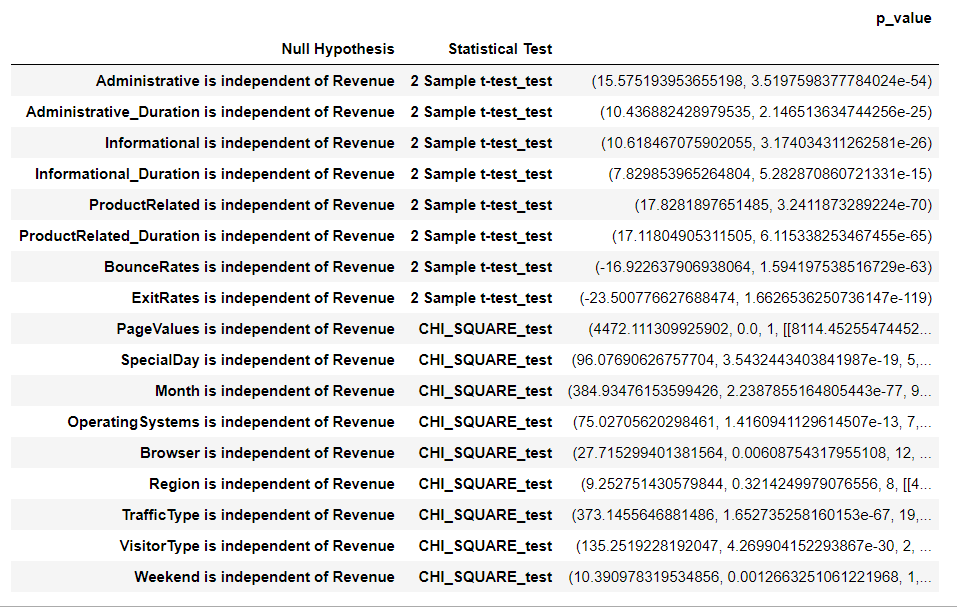 p_value
Null Hypothesis Statistical Test
Administrative is independent of Revenue 2 Sample t-test_test (15.575193953655198, 3.5197598377784024e-54)
Administrative_Duration is independent of Revenue 2 Sample t-test_test (10.436882428979535, 2.146513634744256e-25)
Informational is independent of Revenue 2 Sample t-test_test (10.618467075902055, 3.174034311262581e-26)
Informational_Duration is independent of Revenue 2 Sample t-test_test (7.829853965264804, 5.282870860721331e-15)
ProductRelated is independent of Revenue 2 Sample t-test_test (17.8281897651485, 3.2411873289224e-70)
ProductRelated_Duration is independent of Revenue 2 Sample t-test_test (17.11804905311505, 6.115338253467455e-65)
BounceRates is independent of Revenue 2 Sample t-test_test (-16.922637906938064, 1.594197538516729e-63)
ExitRates is independent of Revenue 2 Sample t-test_test (-23.500776627688474, 1.6626536250736147e-119)
PageValues is independent of Revenue CHI_SQUARE_test (4472.111309925902, 0.0, 1, [[8114.45255474452...
SpecialDay is independent of Revenue CHI_SQUARE_test (96.07690626757704, 3.5432443403841987e-19, 5,...
Month is independent of Revenue CHI_SQUARE_test (384.93476153599426, 2.2387855164805443e-77, 9...
OperatingSystems is independent of Revenue CHI_SQUARE_test (75.02705620298461, 1.4160941129614507e-13, 7,...
Browser is independent of Revenue CHI_SQUARE_test (27.715299401381564, 0.00608754317955108, 12, ...
Region is independent of Revenue CHI_SQUARE_test (9.252751430579844, 0.3214249979076556, 8, [[4...
TrafficType is independent of Revenue CHI_SQUARE_test (373.1455646881486, 1.652735258160153e-67, 19,...
VisitorType is independent of Revenue CHI_SQUARE_test (135.2519228192047, 4.269904152293867e-30, 2, ...
Weekend is independent of Revenue CHI_SQUARE_test (10.390978319534856, 0.0012663251061221968, 1,...